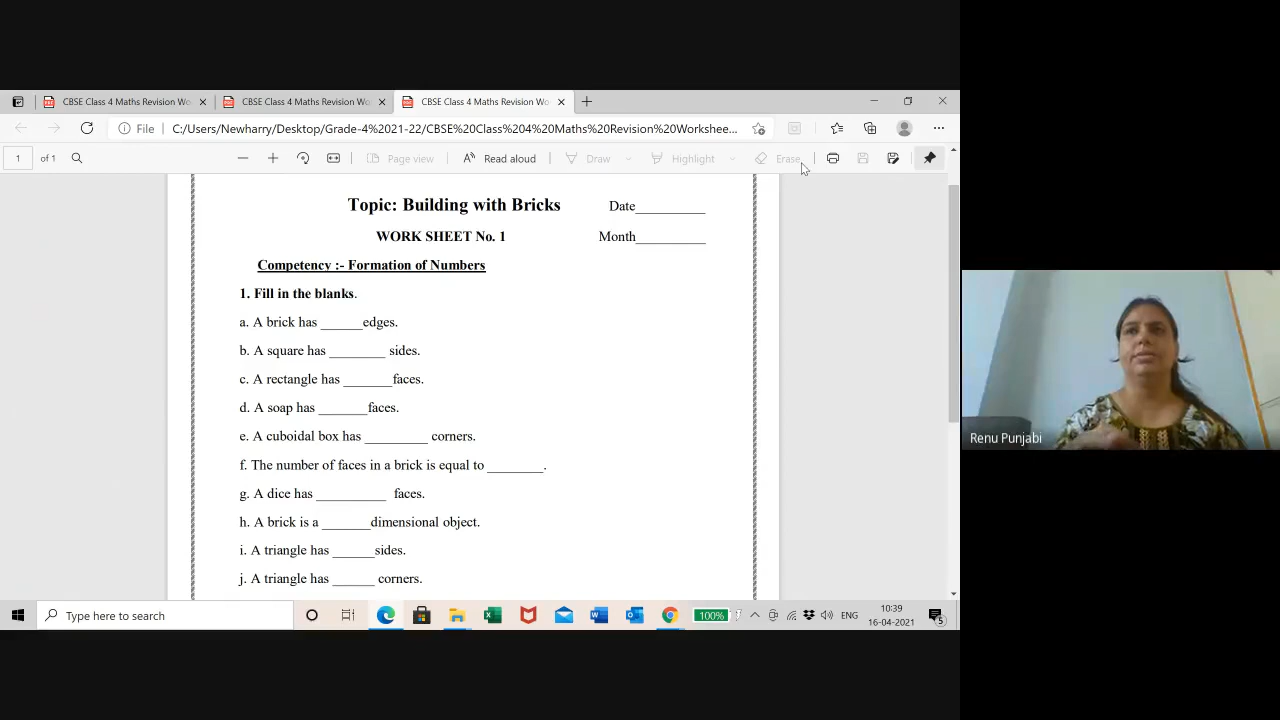 CBSE Class 4 Maths Revision Wo
CBSE Class 4 Maths Revision Wo
CBSE Class 4 Maths Revision Wo
File
C:/Users/Newharry/Desktop/Grade-4%2021-22/CBSE%20Class%204%20Maths%20Revision%20Workshee...
1 of 1
Page view
Read aloud
Draw
Highlight
Erase
Topic: Building with Bricks Date__________
WORK SHEET No. 1 Month__________
Competency :- Formation of Numbers
1. Fill in the blanks.
a. A brick has ______edges.
b. A square has ________ sides.
c. A rectangle has _______faces.
d. A soap has _______faces.
e. A cuboidal box has _________ corners.
f. The number of faces in a brick is equal to ________.
g. A dice has __________ faces.
h. A brick is a _______dimensional object.
i. A triangle has ______sides.
j. A triangle has ______ corners.
Renu Punjabi
Type here to search
100%
ENG
10:39
16-04-2021
5